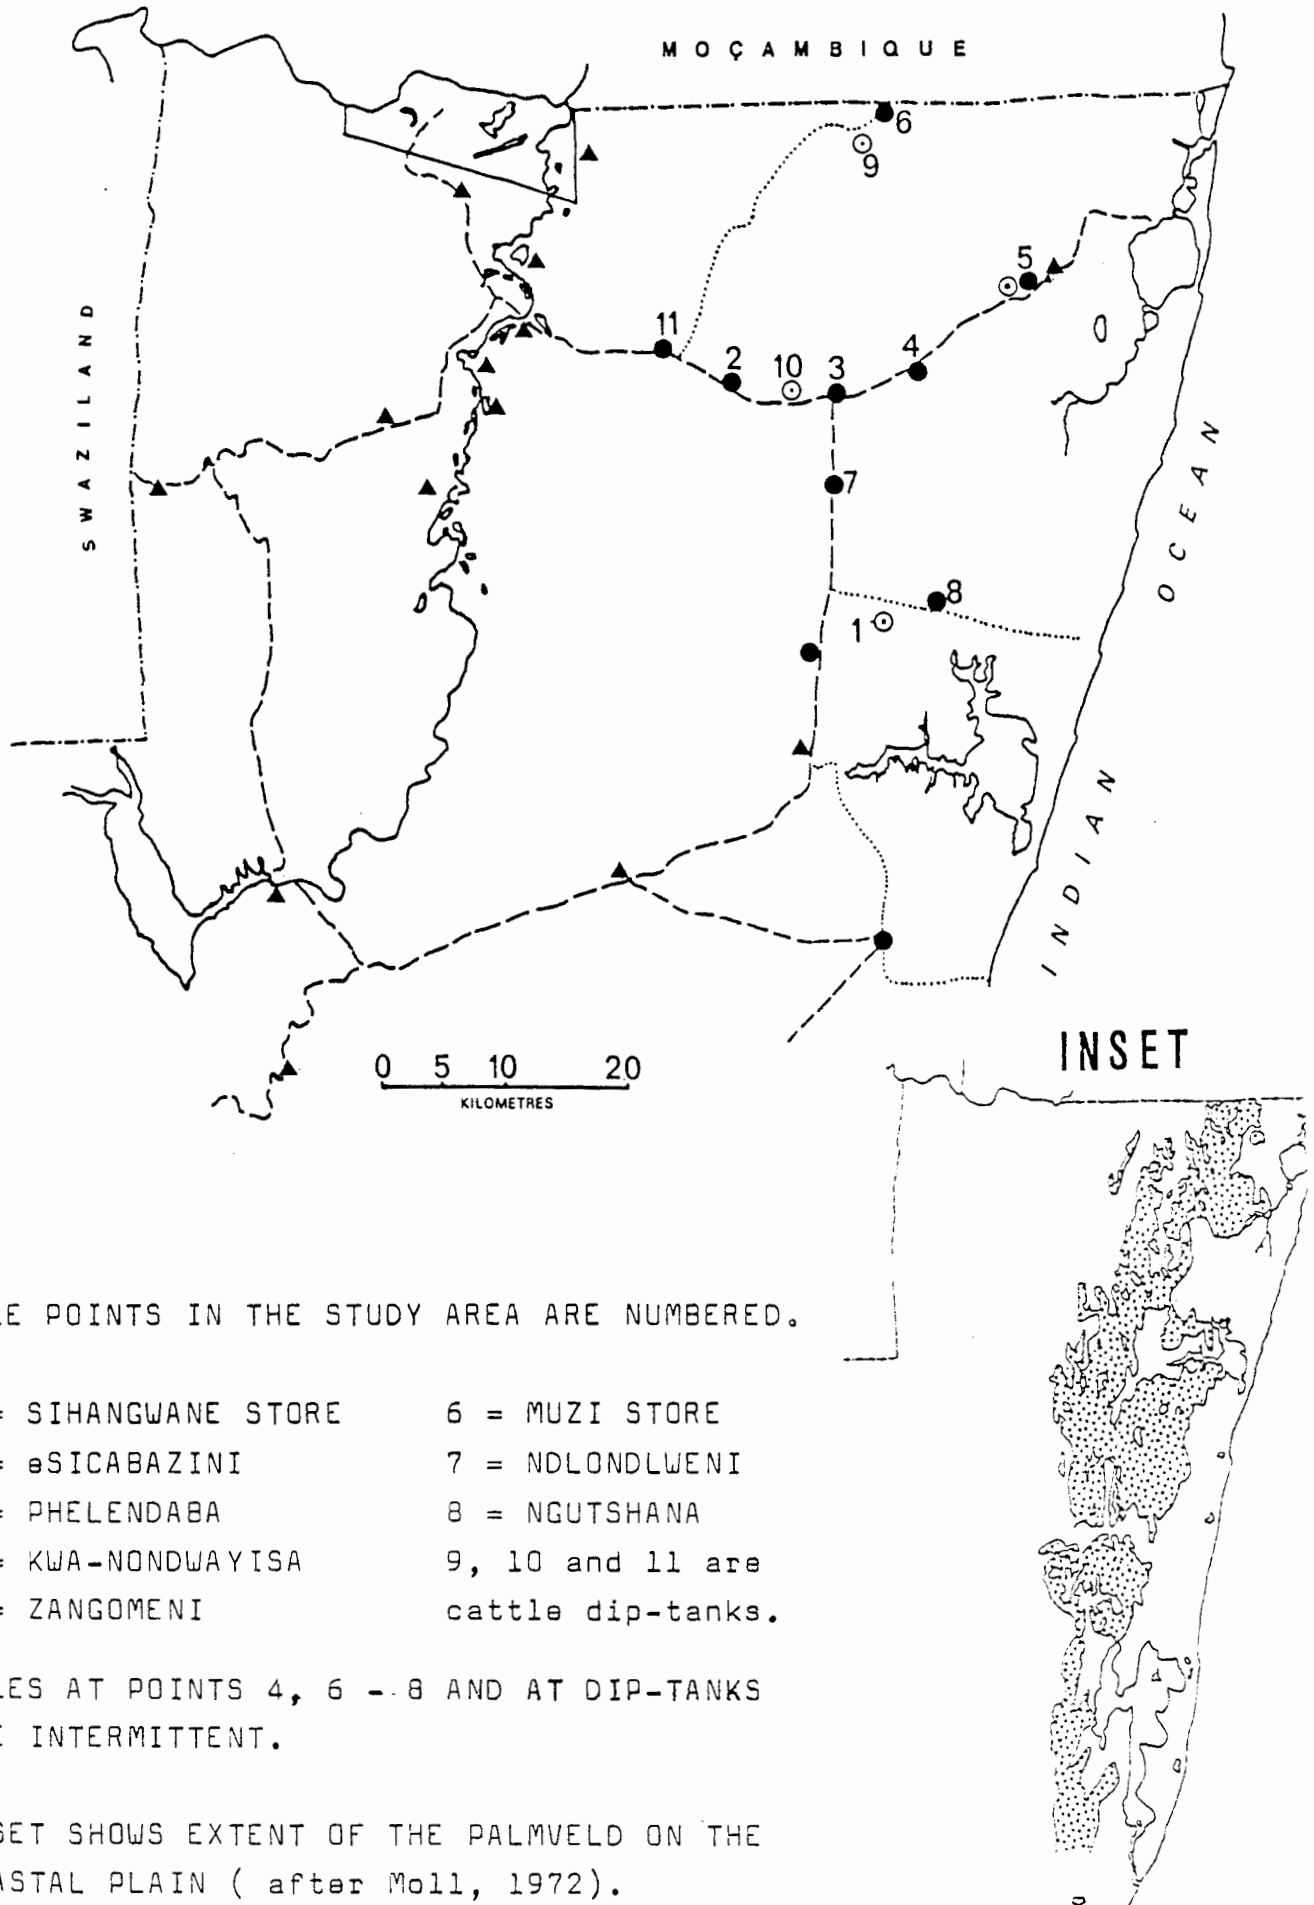 MOÇAMBIQUE
6
9
5
SWAZILAND
11
2
10
3
4
7
OCEAN
8
1
INDIAN
0 5 10 20
KILOMETRES
INSET
LE POINTS IN THE STUDY AREA ARE NUMBERED.
= SIHANGWANE STORE 6 = MUZI STORE
= eSICABAZINI 7 = NDLONDLWENI
= PHELENDABA 8 = NGUTSHANA
= KWA-NONDWAYISA 9, 10 and 11 are
= ZANGOMENI cattle dip-tanks.
LES AT POINTS 4, 6 - 8 AND AT DIP-TANKS
E INTERMITTENT.
SET SHOWS EXTENT OF THE PALMVELD ON THE
ASTAL PLAIN ( after Moll, 1972).